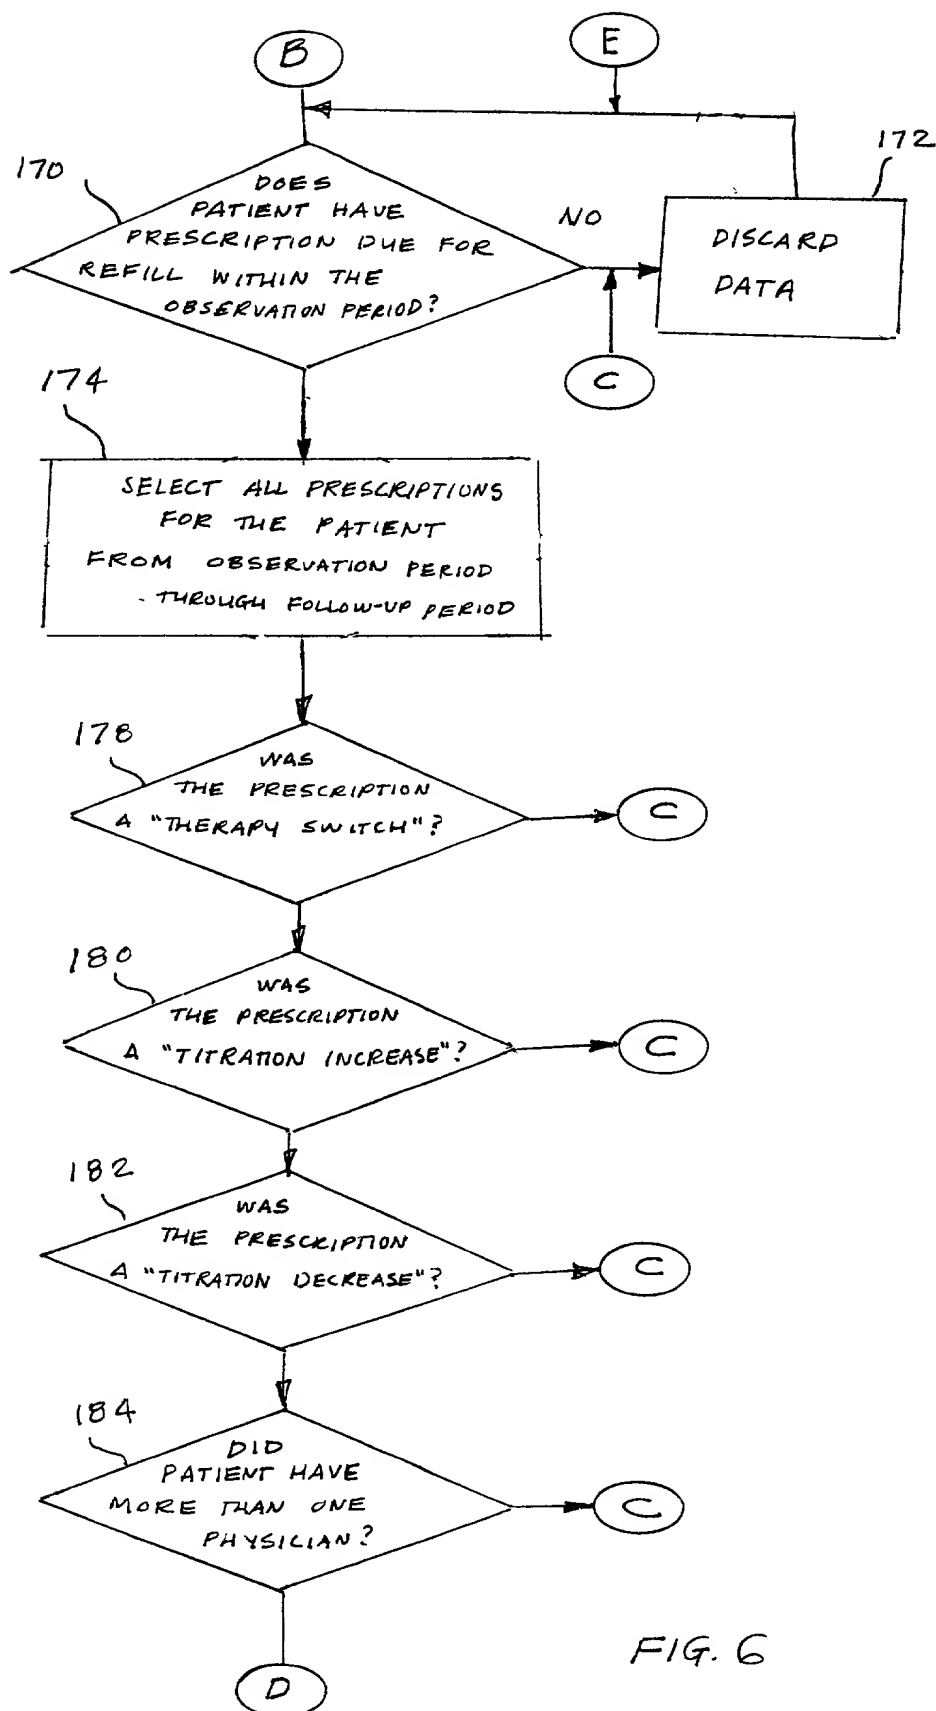 B
E
170
172
DOES
PATIENT HAVE
PRESCRIPTION DUE FOR
REFILL WITHIN THE
OBSERVATION PERIOD?
NO
DISCARD
DATA
C
174
SELECT ALL PRESCRIPTIONS
FOR THE PATIENT
FROM OBSERVATION PERIOD
THROUGH FOLLOW-UP PERIOD
178
WAS
THE PRESCRIPTION
A "THERAPY SWITCH"?
C
180
WAS
THE PRESCRIPTION
A "TITRATION INCREASE"?
C
182
WAS
THE PRESCRIPTION
A "TITRATION DECREASE"?
C
184
DID
PATIENT HAVE
MORE THAN ONE
PHYSICIAN?
C
D
FIG. 6